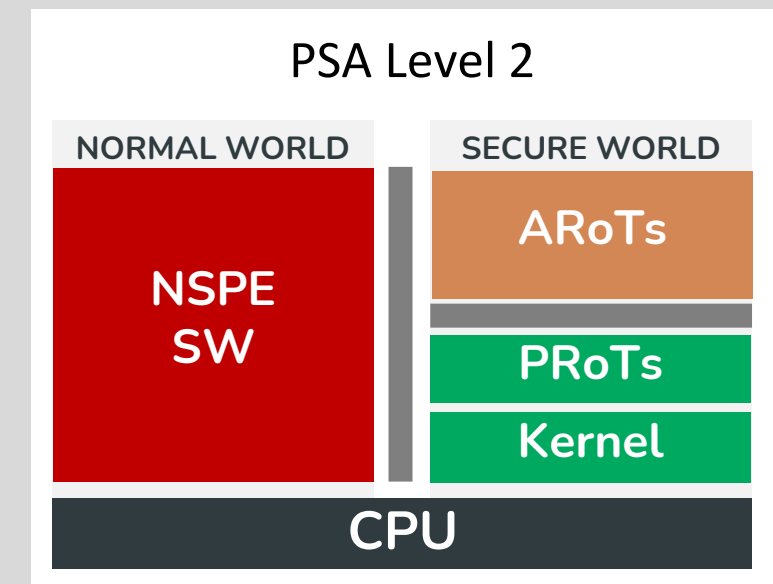 PSA Level 2
NORMAL WORLD
SECURE WORLD
NSPE
SW
ARoTs
PRoTs
Kernel
CPU